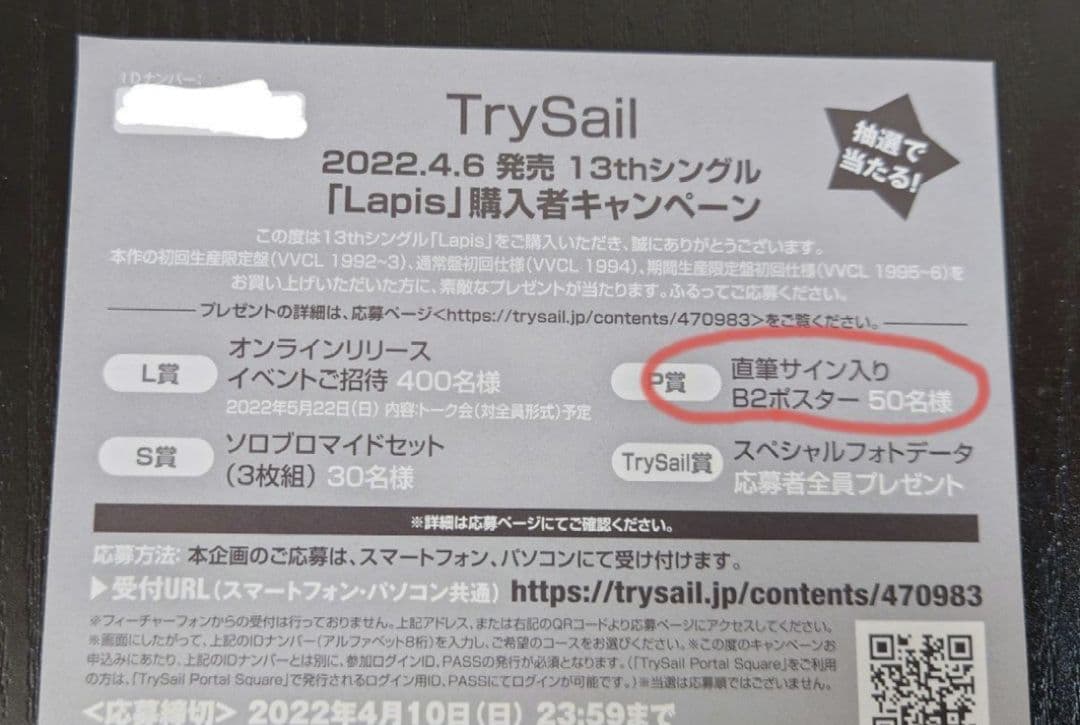 IDナンバー:
TrySail
2022.4.6 発売 13thシングル
「Lapis」購入者キャンペーン
抽選で
当たる!
この度は13thシングル「Lapis」をご購入いただき、誠にありがとうございます。
本作の初回生産限定盤(VVCL 1992~3)、通常盤初回仕様(VVCL 1994)、期間生産限定盤初回仕様(VVCL 1995~6)を
お買い上げいただいた方に、素敵なプレゼントが当たります。ふるってご応募ください。
プレゼントの詳細は、応募ページ<https://trysail.jp/contents/470983>をご覧ください。
L賞
オンラインリリース
イベントご招待 400名様
2022年5月22日(日) 内容:トーク会(対全員形式)予定
P賞
直筆サイン入り
B2ポスター 50名様
S賞
ソロブロマイドセット
(3枚組) 30名様
TrySail賞
スペシャルフォトデータ
応募者全員プレゼント
※詳細は応募ページにてご確認ください。
応募方法: 本企画のご応募は、スマートフォン、パソコンにて受け付けます。
▶受付URL(スマートフォン・パソコン共通) https://trysail.jp/contents/470983
※フィーチャーフォンからの受付は行っておりません。上記アドレス、または右記のQRコードより応募ページにアクセスしてください。
※画面にしたがって、上記のIDナンバー(アルファベット8桁)を入力し、ご希望のコースをお選びください。※この度のキャンペーンお
申込みにあたり、上記のIDナンバーとは別に、参加ログインID、PASSの発行が必須となります。(「TrySail Portal Square」をご利用
の方は、「TrySail Portal Square」で発行されるログイン用ID、PASSにてログインが可能です。)※当選は応募順ではございません。
<応募締切> 2022年4月10日(日) 23:59まで